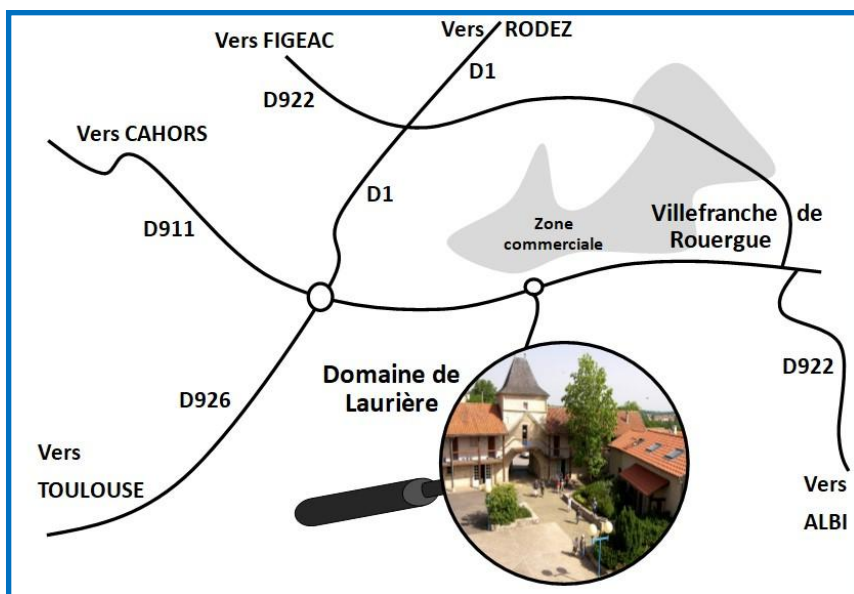 Vers FIGEAC
Vers RODEZ
D1
D922
Vers CAHORS
D1
D911
Zone
commerciale
Villefranche de
Rouergue
Domaine de
Laurière
D926
D922
Vers
TOULOUSE
Vers
ALBI